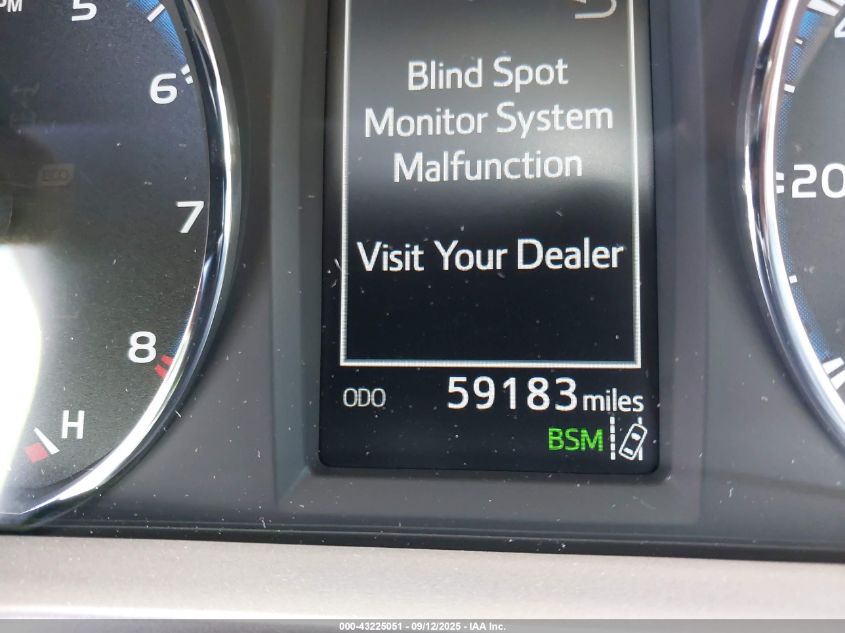 5
6
7
8
H
Blind Spot
Monitor System
Malfunction
Visit Your Dealer
ODO 59183 miles
BSM
20
ECO
000-43225051 - 09/12/2025 - IAA Inc.